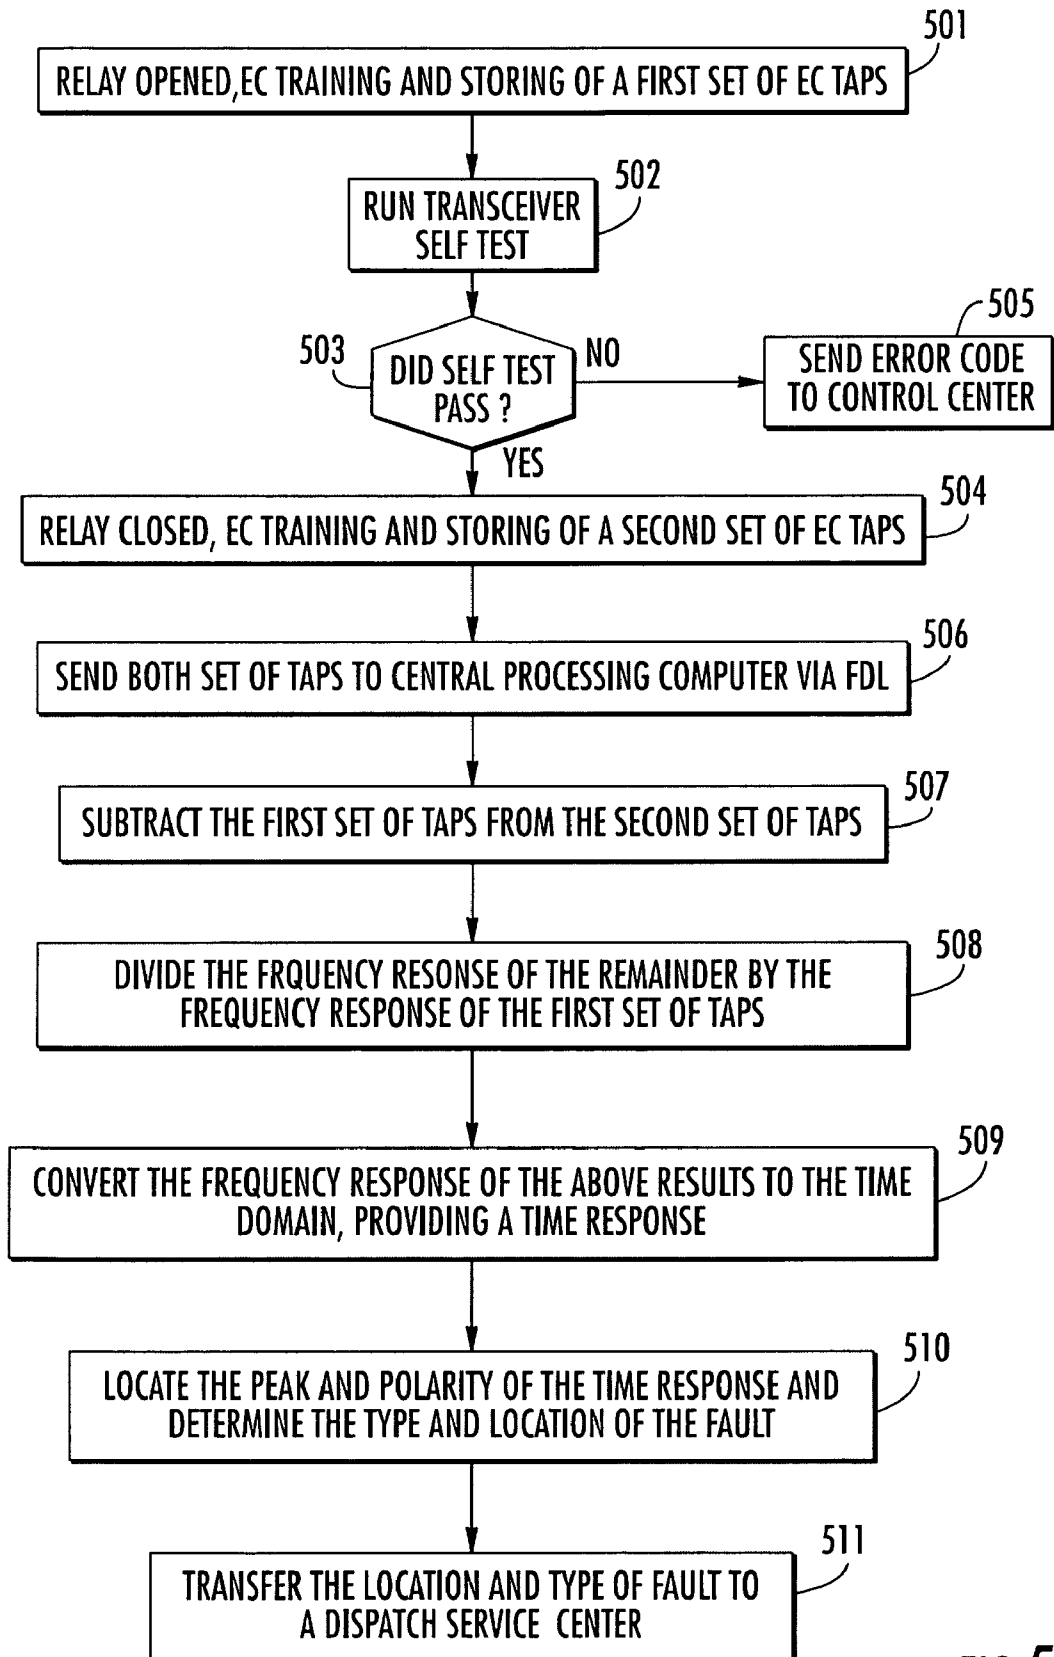 501
RELAY OPENED, EC TRAINING AND STORING OF A FIRST SET OF EC TAPS
502
RUN TRANSCEIVER
SELF TEST
503
DID SELF TEST
PASS ?
NO
505
SEND ERROR CODE
TO CONTROL CENTER
YES
504
RELAY CLOSED, EC TRAINING AND STORING OF A SECOND SET OF EC TAPS
506
SEND BOTH SET OF TAPS TO CENTRAL PROCESSING COMPUTER VIA FDL
507
SUBTRACT THE FIRST SET OF TAPS FROM THE SECOND SET OF TAPS
508
DIVIDE THE FRQUENCY RESONSE OF THE REMAINDER BY THE
FREQUENCY RESPONSE OF THE FIRST SET OF TAPS
509
CONVERT THE FREQUENCY RESPONSE OF THE ABOVE RESULTS TO THE TIME
DOMAIN, PROVIDING A TIME RESPONSE
510
LOCATE THE PEAK AND POLARITY OF THE TIME RESPONSE AND
DETERMINE THE TYPE AND LOCATION OF THE FAULT
511
TRANSFER THE LOCATION AND TYPE OF FAULT TO
A DISPATCH SERVICE CENTER